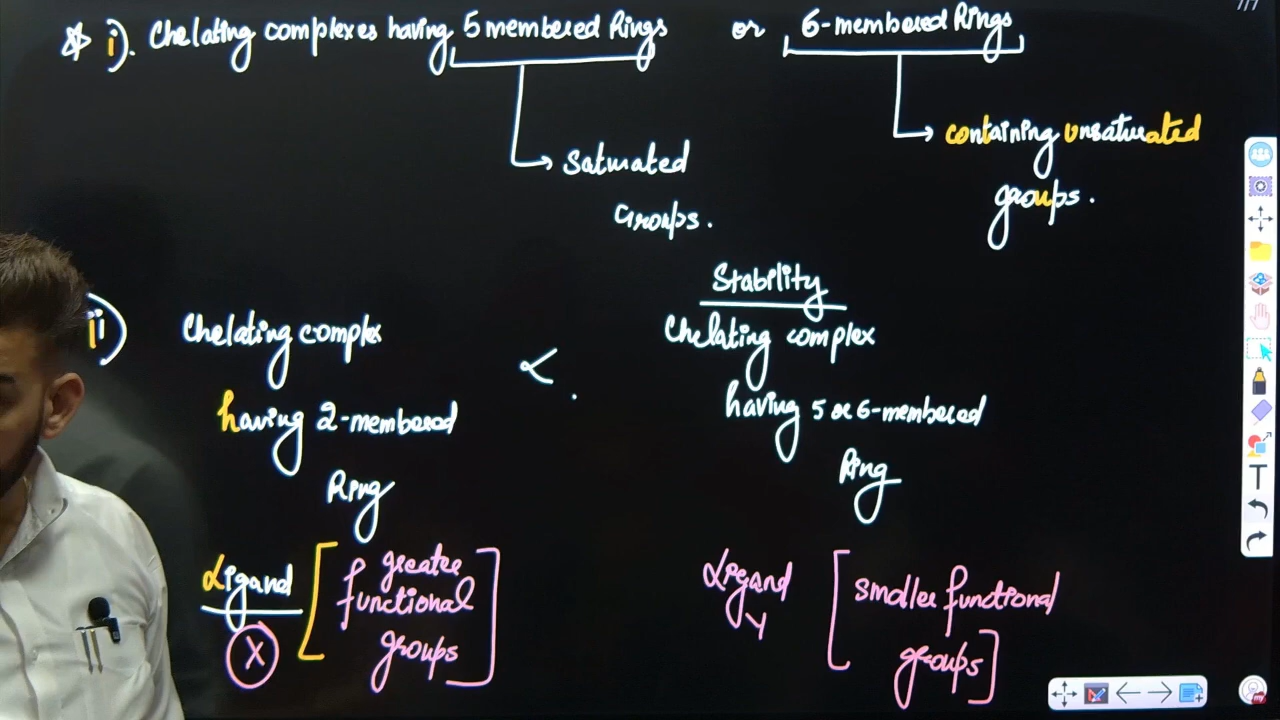 i). Chelating complexes having 5 membered Rings or 6-membered Rings
Saturated
Groups.
containing unsaturated
groups.
Stability
ii) Chelating complex < Chelating complex
having 2-membered
Ring
having 5 or 6-membered
Ring
Ligand
X
greater
functional
groups
Ligand
Y
smaller functional
groups
T